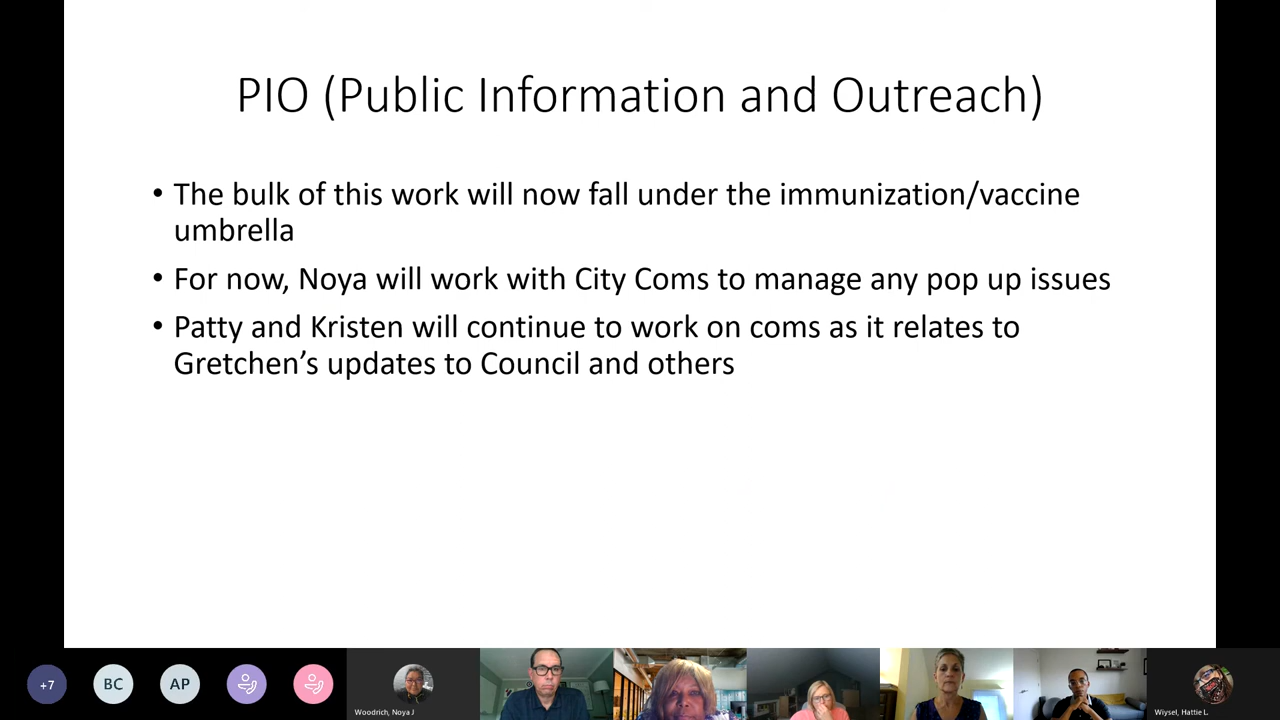 PIO (Public Information and Outreach)
• The bulk of this work will now fall under the immunization/vaccine
umbrella
• For now, Noya will work with City Coms to manage any pop up issues
• Patty and Kristen will continue to work on coms as it relates to
Gretchen’s updates to Council and others
+7
BC
AP
Woodrich, Noya J
Wiysel, Hattie L.